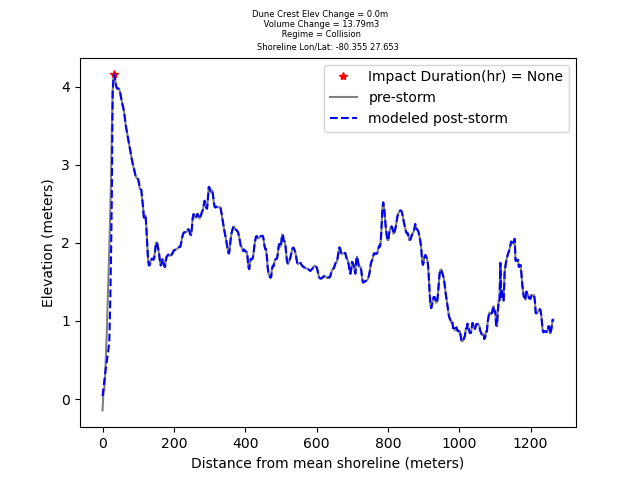 Dune Crest Elev Change = 0.0m
Volume Change = 13.79m3
Regime = Collision
Shoreline Lon/Lat: -80.355 27.653
Impact Duration(hr) = None
pre-storm
modeled post-storm
Elevation (meters)
4
3
2
1
0
0 200 400 600 800 1000 1200
Distance from mean shoreline (meters)